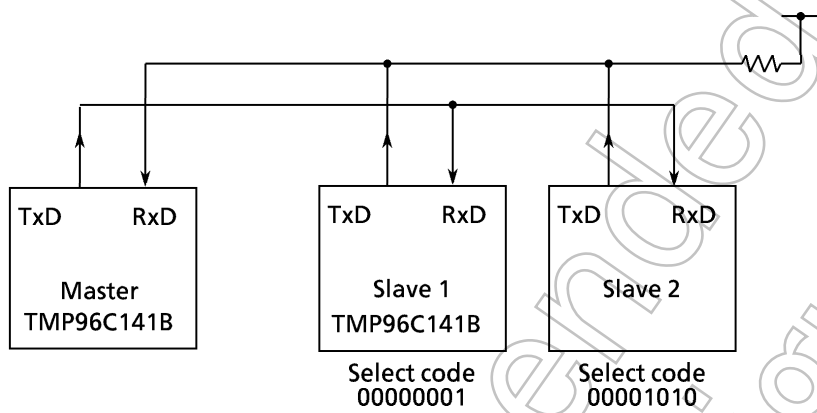 TxD RxD
Master
TMP96C141B
TxD RxD
Slave 1
TMP96C141B
Select code
00000001
TxD RxD
Slave 2
Select code
00001010